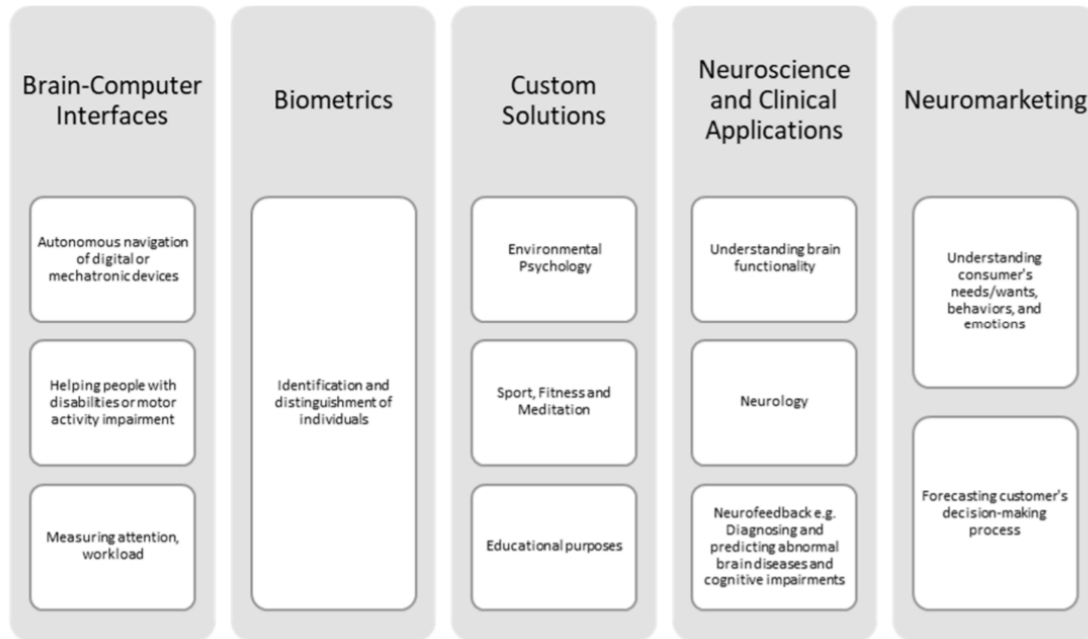 Brain-Computer
Interfaces
Autonomous navigation
of digital or
mechatronic devices
Helping people with
disabilities or motor
activity impairment
Measuring attention,
workload
Biometrics
Identification and
distinguishment of
individuals
Custom
Solutions
Environmental
Psychology
Sport, Fitness and
Meditation
Educational purposes
Neuroscience
and Clinical
Applications
Understanding brain
functionality
Neurology
Neurofeedback e.g.
Diagnosing and
predicting abnormal
brain diseases and
cognitive impairments
Neuromarketing
Understanding
consumer's
needs/wants,
behaviors, and
emotions
Forecasting customer's
decision-making
process